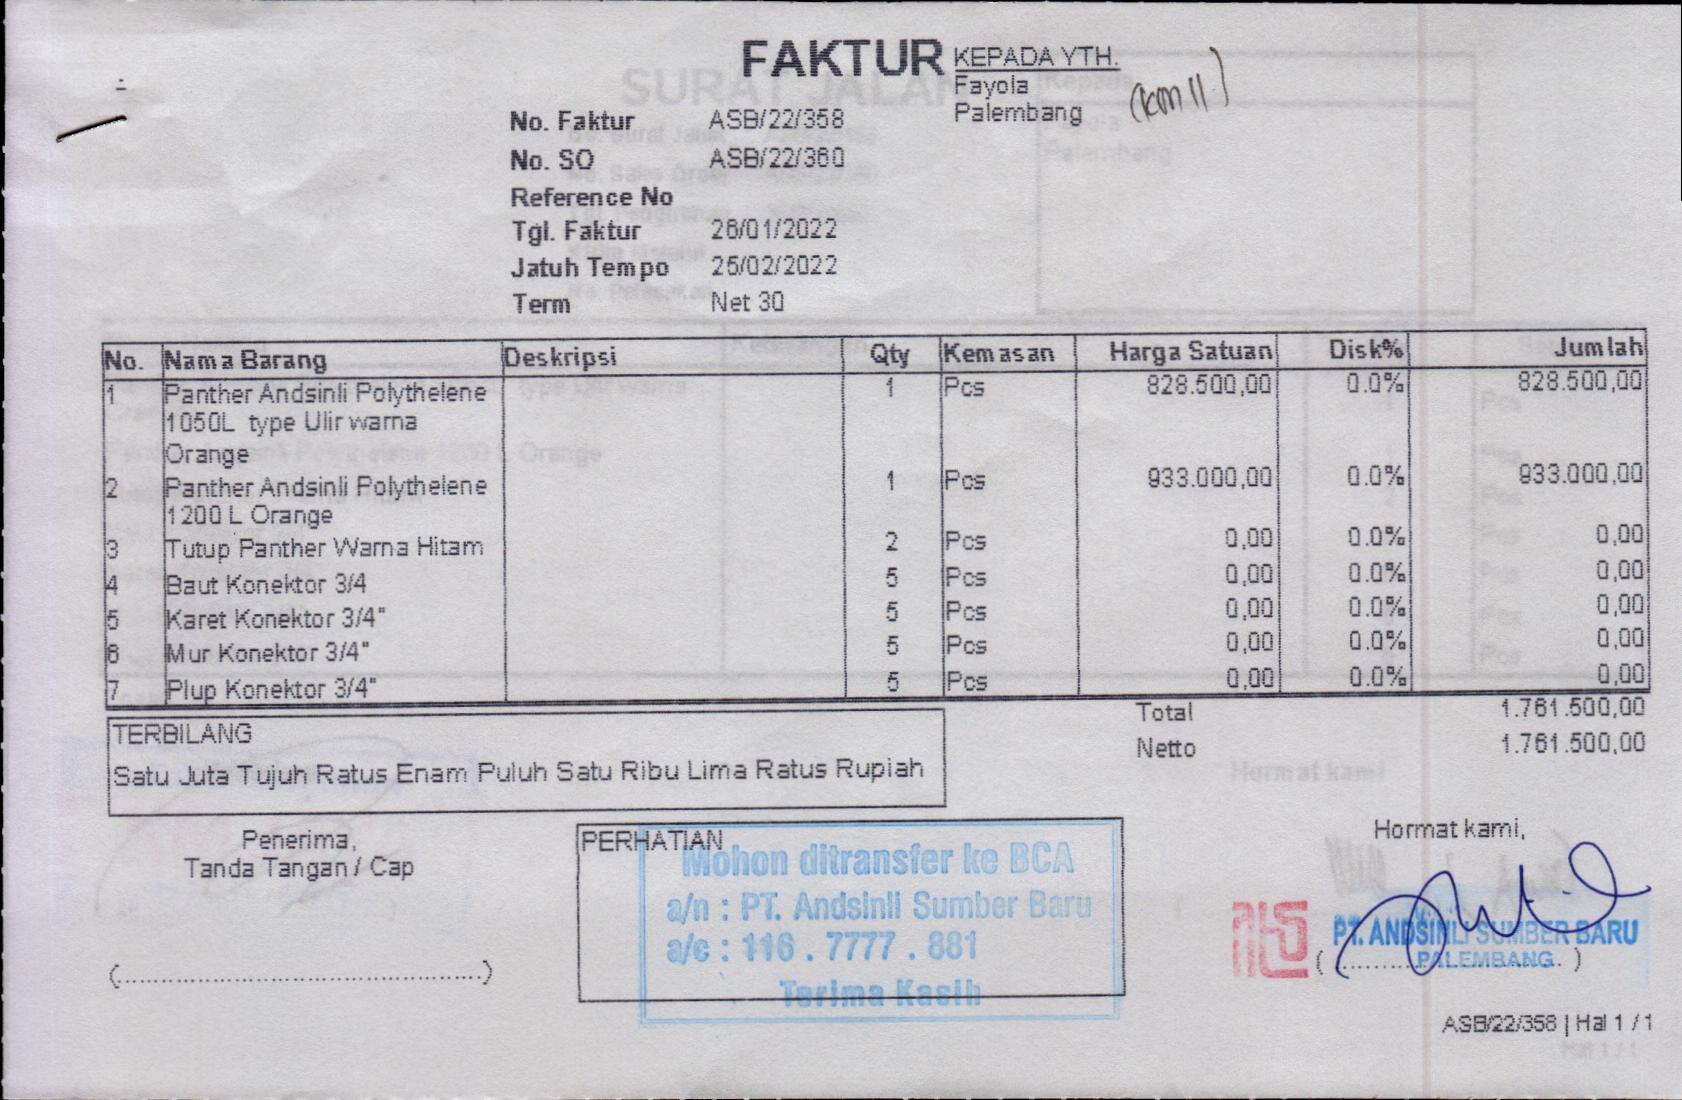 FAKTUR
KEPADA YTH.
Fayola
Palembang
(km 11)
No. Faktur ASB/22/358
No. SO ASB/22/360
Reference No
Tgl. Faktur 26/01/2022
Jatuh Tempo 25/02/2022
Term Net 30
No. Nama Barang Deskripsi Qty Kemasan Harga Satuan Disk% Jumlah
1 Panther Andsinli Polythelene 1 Pcs 828.500,00 0.0% 828.500,00
1050L type Ulir warna
Orange
2 Panther Andsinli Polythelene 1 Pcs 933.000,00 0.0% 933.000,00
1200 L Orange
3 Tutup Panther Warna Hitam 2 Pcs 0,00 0.0% 0,00
4 Baut Konektor 3/4 5 Pcs 0,00 0.0% 0,00
5 Karet Konektor 3/4" 5 Pcs 0,00 0.0% 0,00
6 Mur Konektor 3/4" 5 Pcs 0,00 0.0% 0,00
7 Plup Konektor 3/4" 5 Pcs 0,00 0.0% 0,00
Total 1.761.500,00
Netto 1.761.500,00
TERBILANG
Satu Juta Tujuh Ratus Enam Puluh Satu Ribu Lima Ratus Rupiah
Penerima,
Tanda Tangan / Cap
(........................................)
PERHATIAN
Mohon ditransfer ke BCA
a/n : PT. Andsinli Sumber Baru
a/c : 116 . 7777 . 881
Terima Kasih
Hormat kami,
PT. ANDSINLI SUMBER BARU
PALEMBANG
ASB/22/358 | Hal 1 / 1